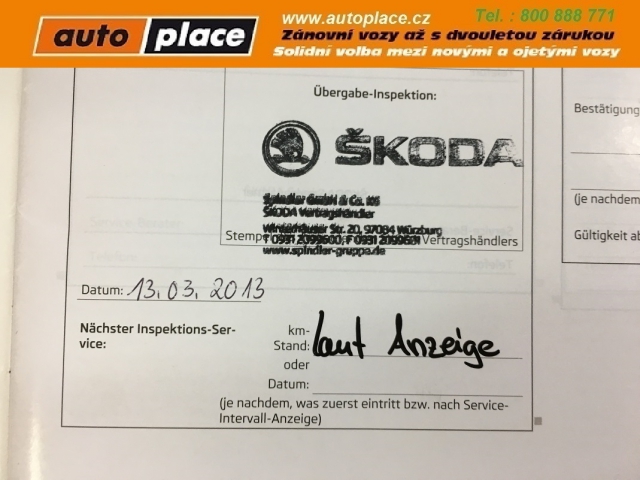 auto place
www.autoplace.cz
Tel. : 800 888 771
Zánovní vozy až s dvouletou zárukou
Solidní volba mezi novými a ojetými vozy
Übergabe-Inspektion:
ŠKODA
Spindler GmbH & Co. KG
ŠKODA Vertragshändler
Winterhäuser Str. 20, 97084 Würzburg
Stempe
Vertragshändlers
www.spindler-gruppe.de
Datum: 13.03.2013
Nächster Inspektions-Ser-
vice:
km-
Stand: laut Anzeige
oder
Datum:
(je nachdem, was zuerst eintritt bzw. nach Service-
Intervall-Anzeige)
Bestätigung
(je nachdem
Gültigkeit ab